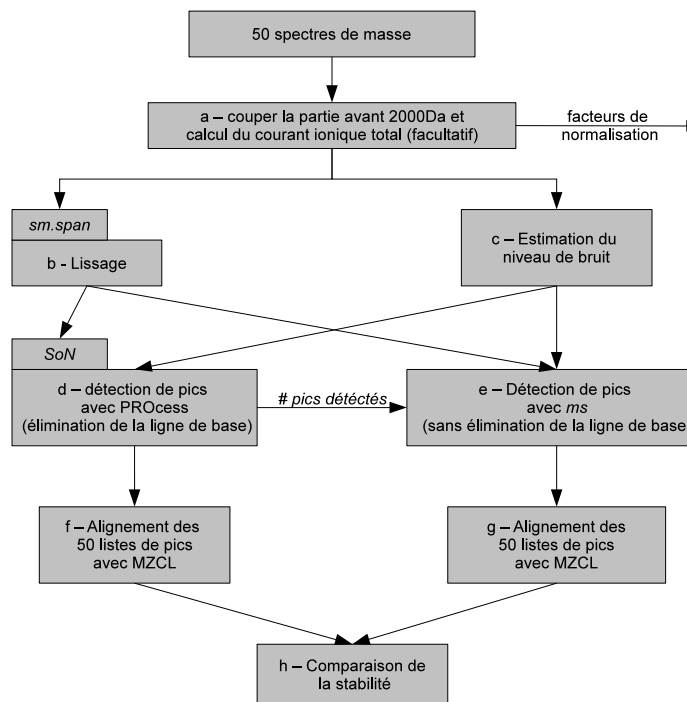 50 spectres de masse
a – couper la partie avant 2000Da et
calcul du courant ionique total (facultatif)
facteurs de
normalisation
sm.span
b - Lissage
c – Estimation du
niveau de bruit
SoN
d – détection de pics
avec PROcess
(élimination de la ligne de base)
# pics détéctés
e – Détection de pics
avec ms
(sans élimination de la ligne de base)
f – Alignement des
50 listes de pics
avec MZCL
g – Alignement des
50 listes de pics
avec MZCL
h – Comparaison de
la stabilité